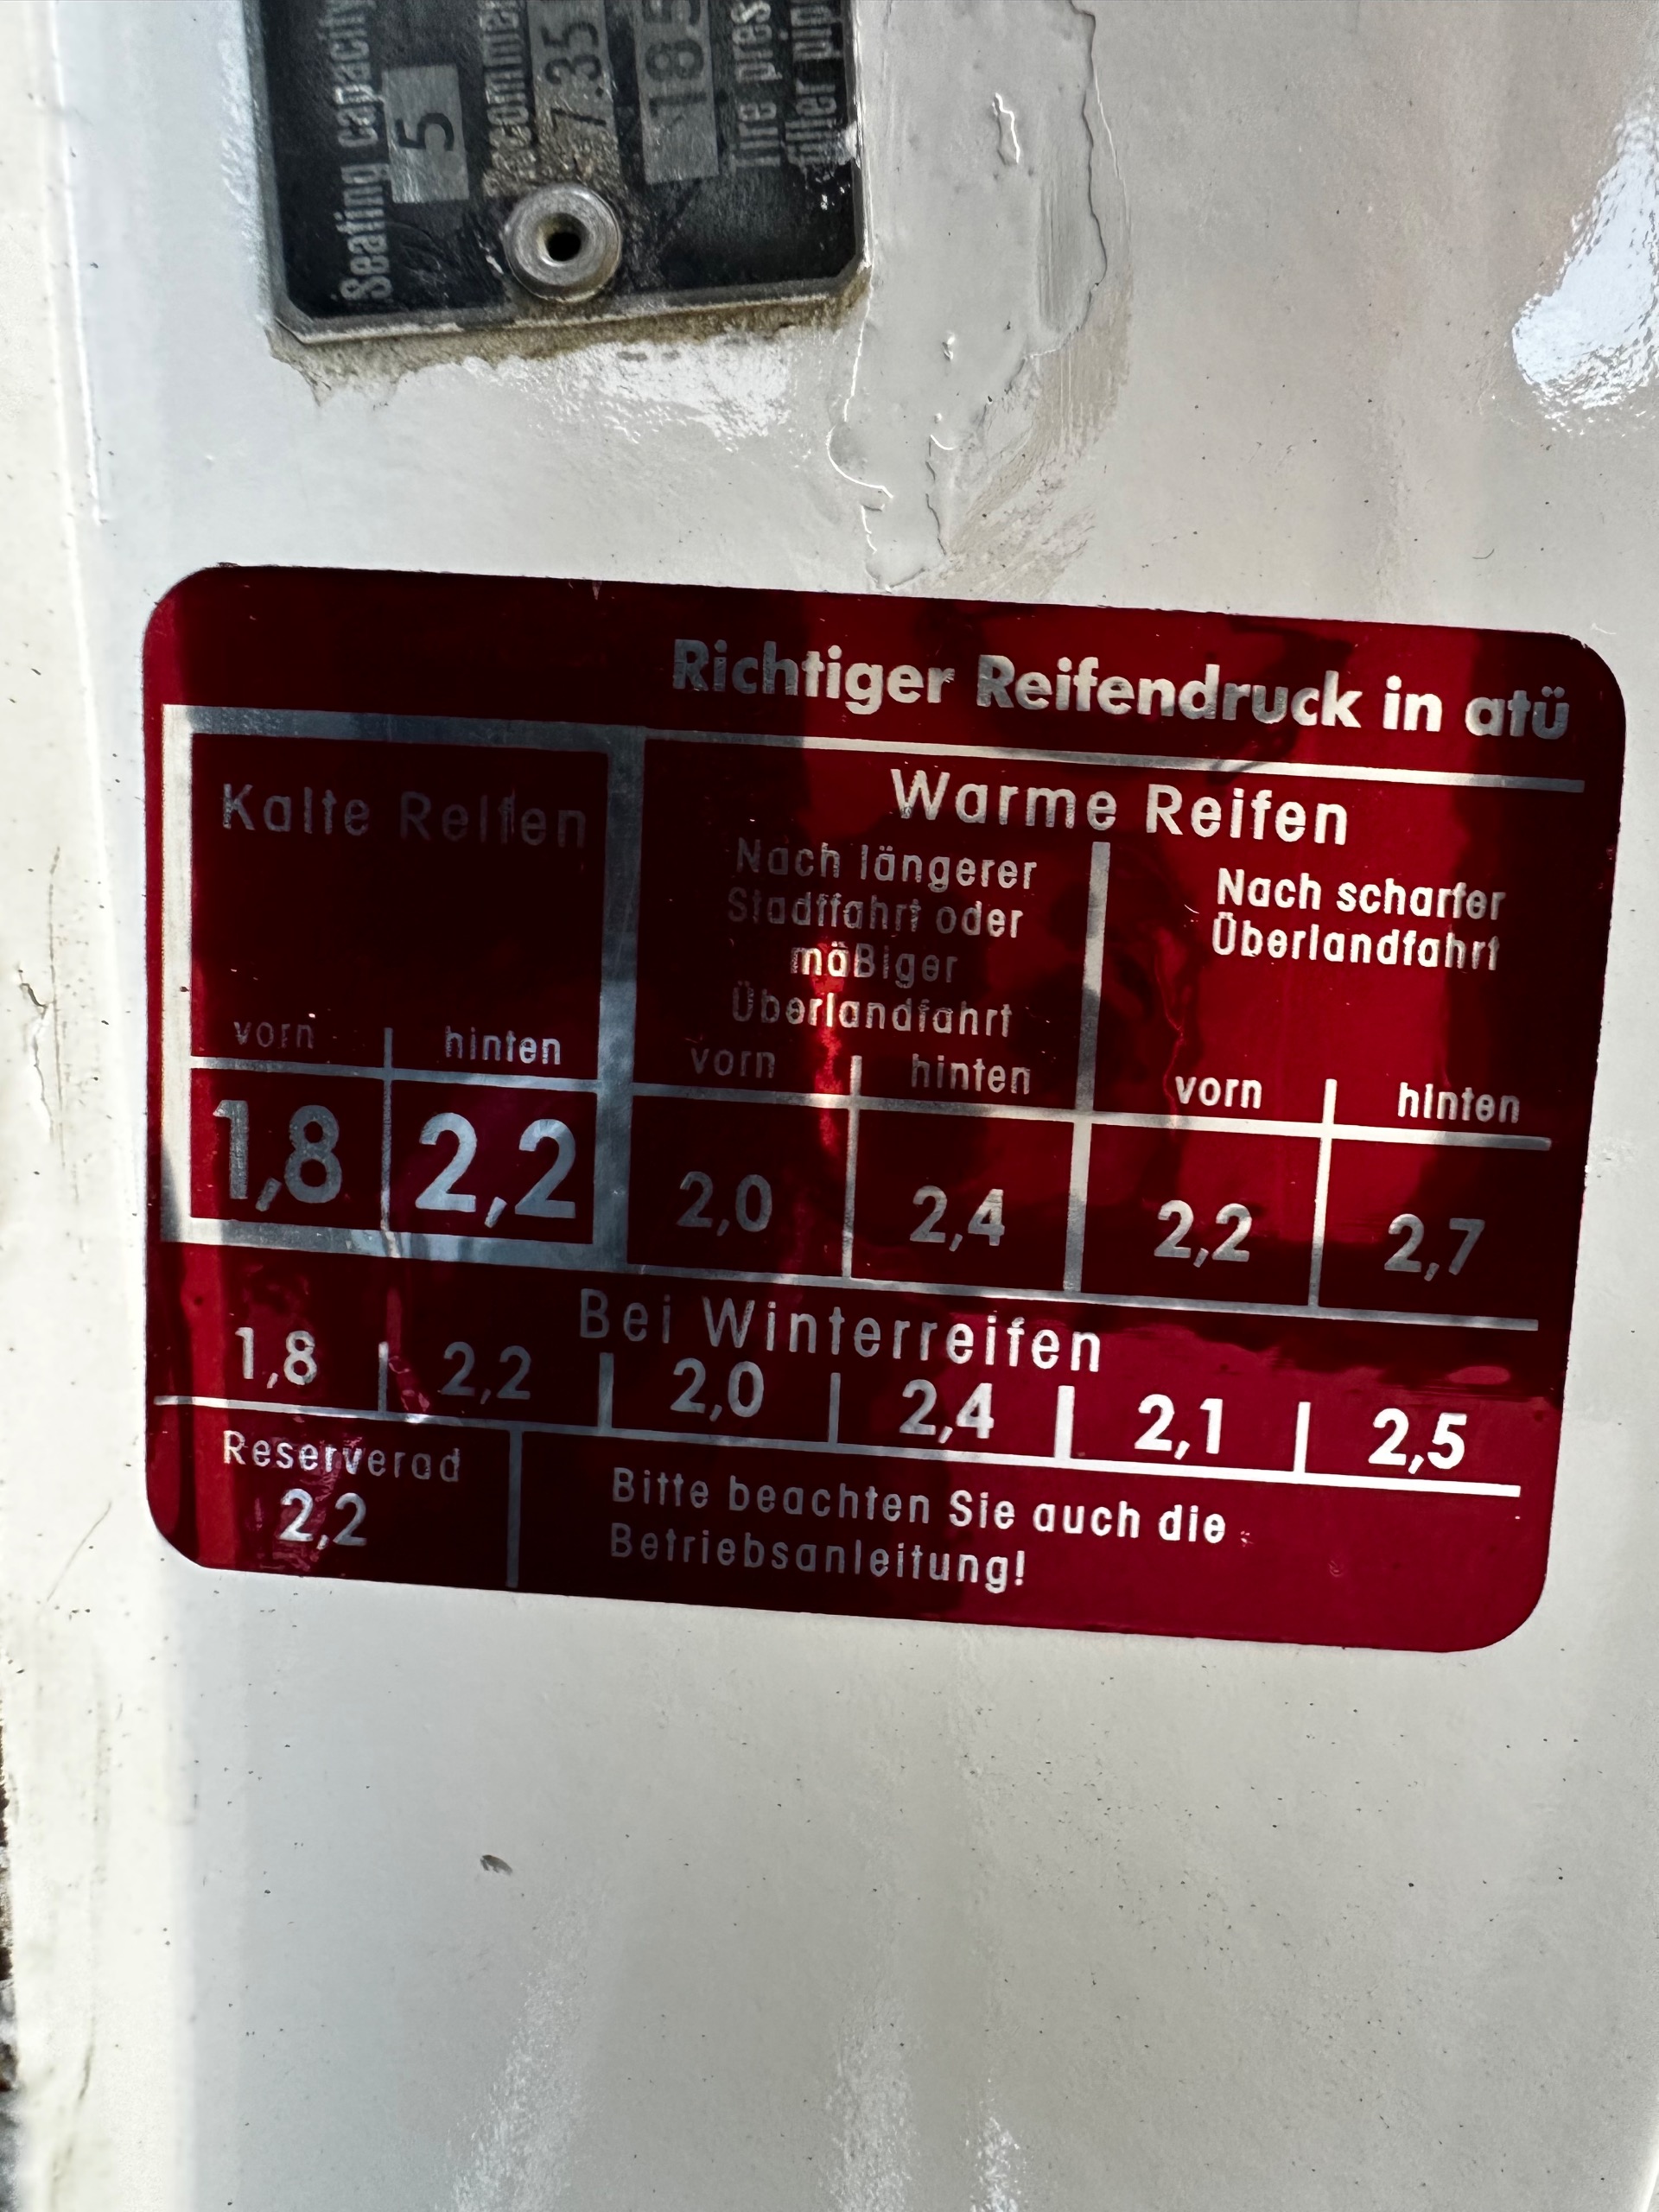 Seating capacity
5
7.35
185
Tire pres
filler pip
Richtiger Reifendruck in atü
Kalte Reifen
Warme Reifen
Nach längerer
Stadtfahrt oder
mäßiger
Überlandfahrt
Nach scharfer
Überlandfahrt
vorn hinten vorn hinten vorn hinten
1,8 2,2 2,0 2,4 2,2 2,7
Bei Winterreifen
1,8 2,2 2,0 2,4 2,1 2,5
Reserverad
2,2
Bitte beachten Sie auch die
Betriebsanleitung!